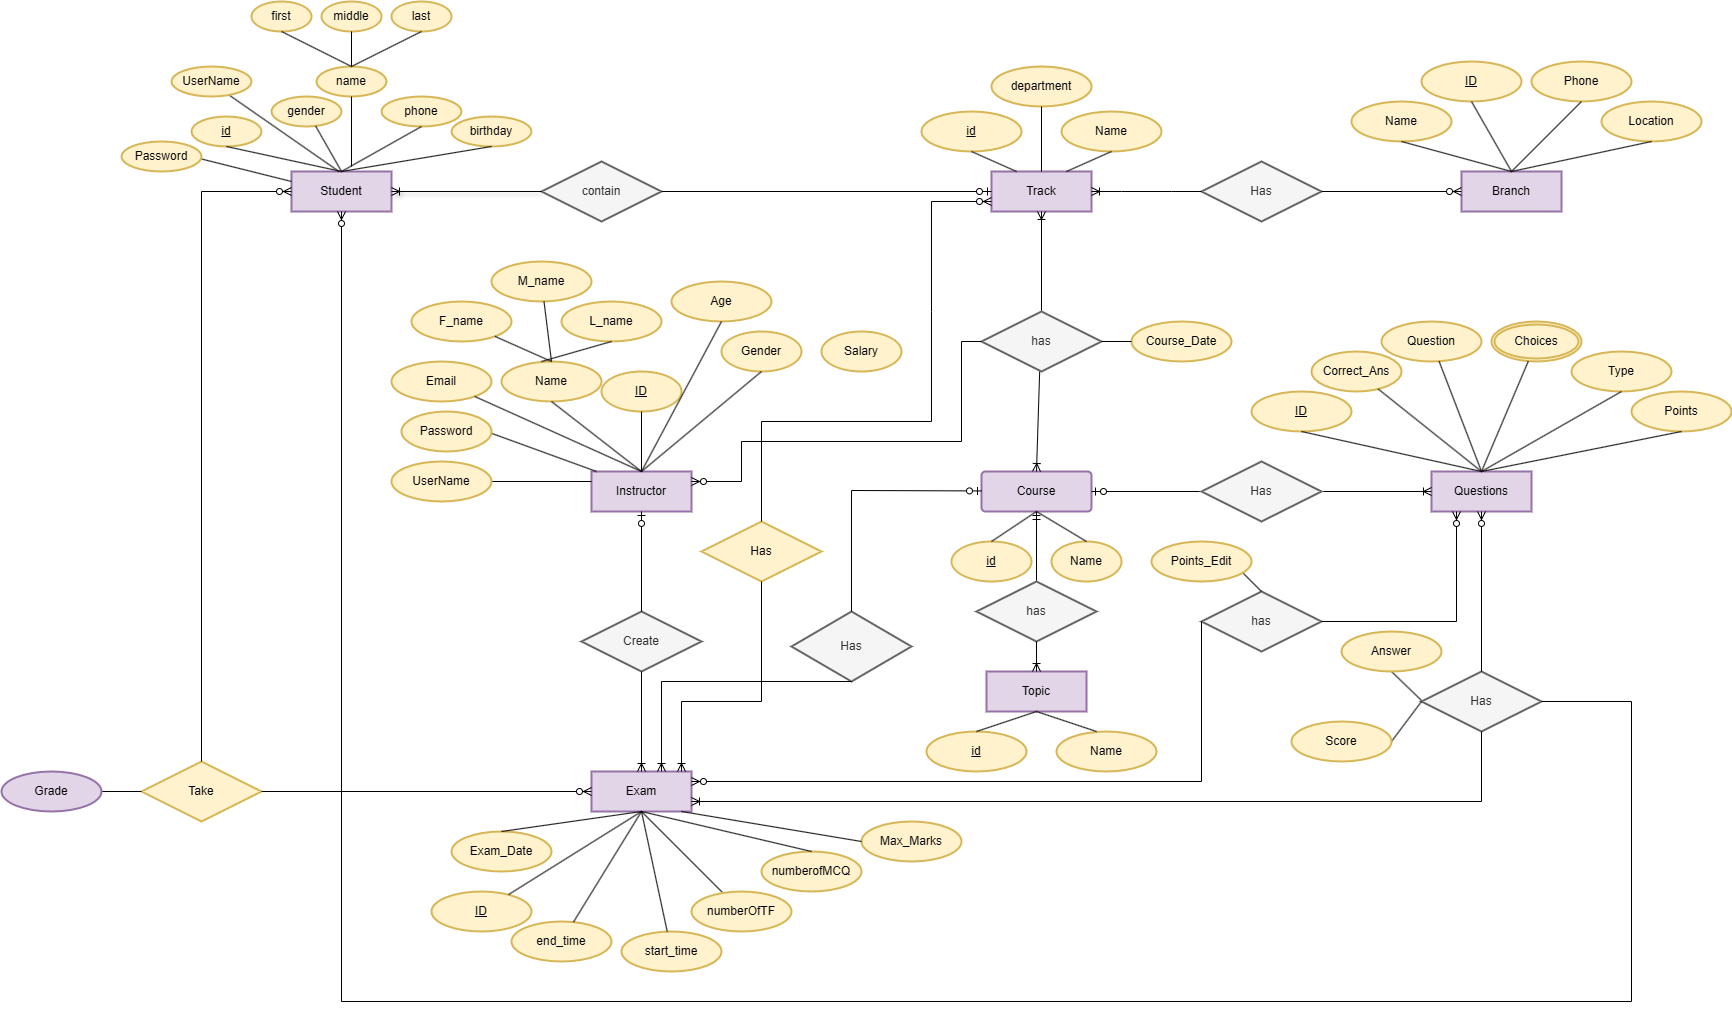 first
middle
last
UserName
name
gender
phone
id
birthday
Password
Student
contain
department
id
Name
Track
Has
ID
Phone
Name
Location
Branch
M_name
F_name
L_name
Age
Gender
Salary
Email
Name
ID
Password
UserName
Instructor
has
Course_Date
Question
Choices
Correct_Ans
Type
ID
Points
Course
Has
Questions
Has
id
Name
Points_Edit
Create
Has
has
has
Answer
Topic
Has
id
Name
Score
Grade
Take
Exam
Exam_Date
Max_Marks
numberofMCQ
ID
numberOfTF
end_time
start_time